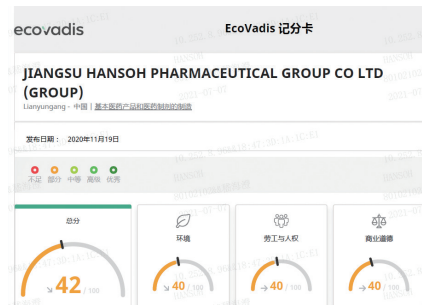 ecovadis
EcoVadis 记分卡
JIANGSU HANSOH PHARMACEUTICAL GROUP CO LTD
(GROUP)
Lianyungang - 中国 | 基本医药产品和医药制剂的制造
发布日期： 2020年11月19日
不足 部分 中等 高级 优秀
总分
环境
劳工与人权
商业道德
42 / 100
40 / 100
40 / 100
40 / 100